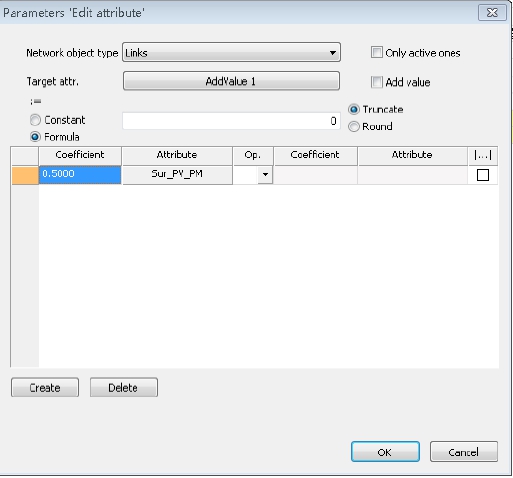 Parameters 'Edit attribute'
Network object type Links Only active ones
Target attr. AddValue 1 Add value
:=
Constant 0 Truncate
Formula Round
Coefficient Attribute Op. Coefficient Attribute |...|
0.5000 Sur_PV_PM
Create Delete
OK Cancel